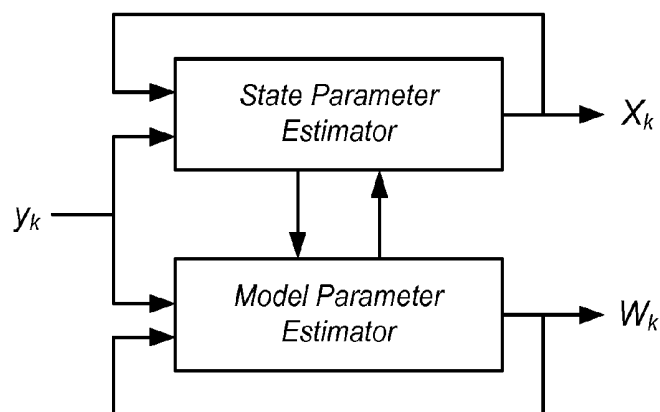 State Parameter
Estimator
X_k
y_k
Model Parameter
Estimator
W_k